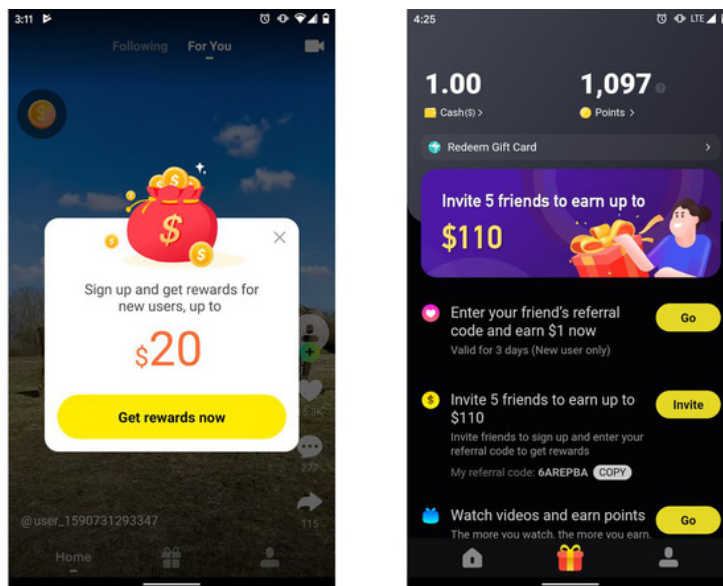 3:11
Following For You
$
Sign up and get rewards for
new users, up to
$20
Get rewards now
15.3K
277
115
@user_1590731293347
Home
4:25
LTE
1.00
1,097
Cash($) >
Points >
Redeem Gift Card
Invite 5 friends to earn up to
$110
Enter your friend's referral
code and earn $1 now
Go
Valid for 3 days (New user only)
Invite 5 friends to earn up to
$110
Invite
Invite friends to sign up and enter your
referral code to get rewards
My referral code: 6AREPBA COPY
Watch videos and earn points
Go
The more you watch, the more you earn.